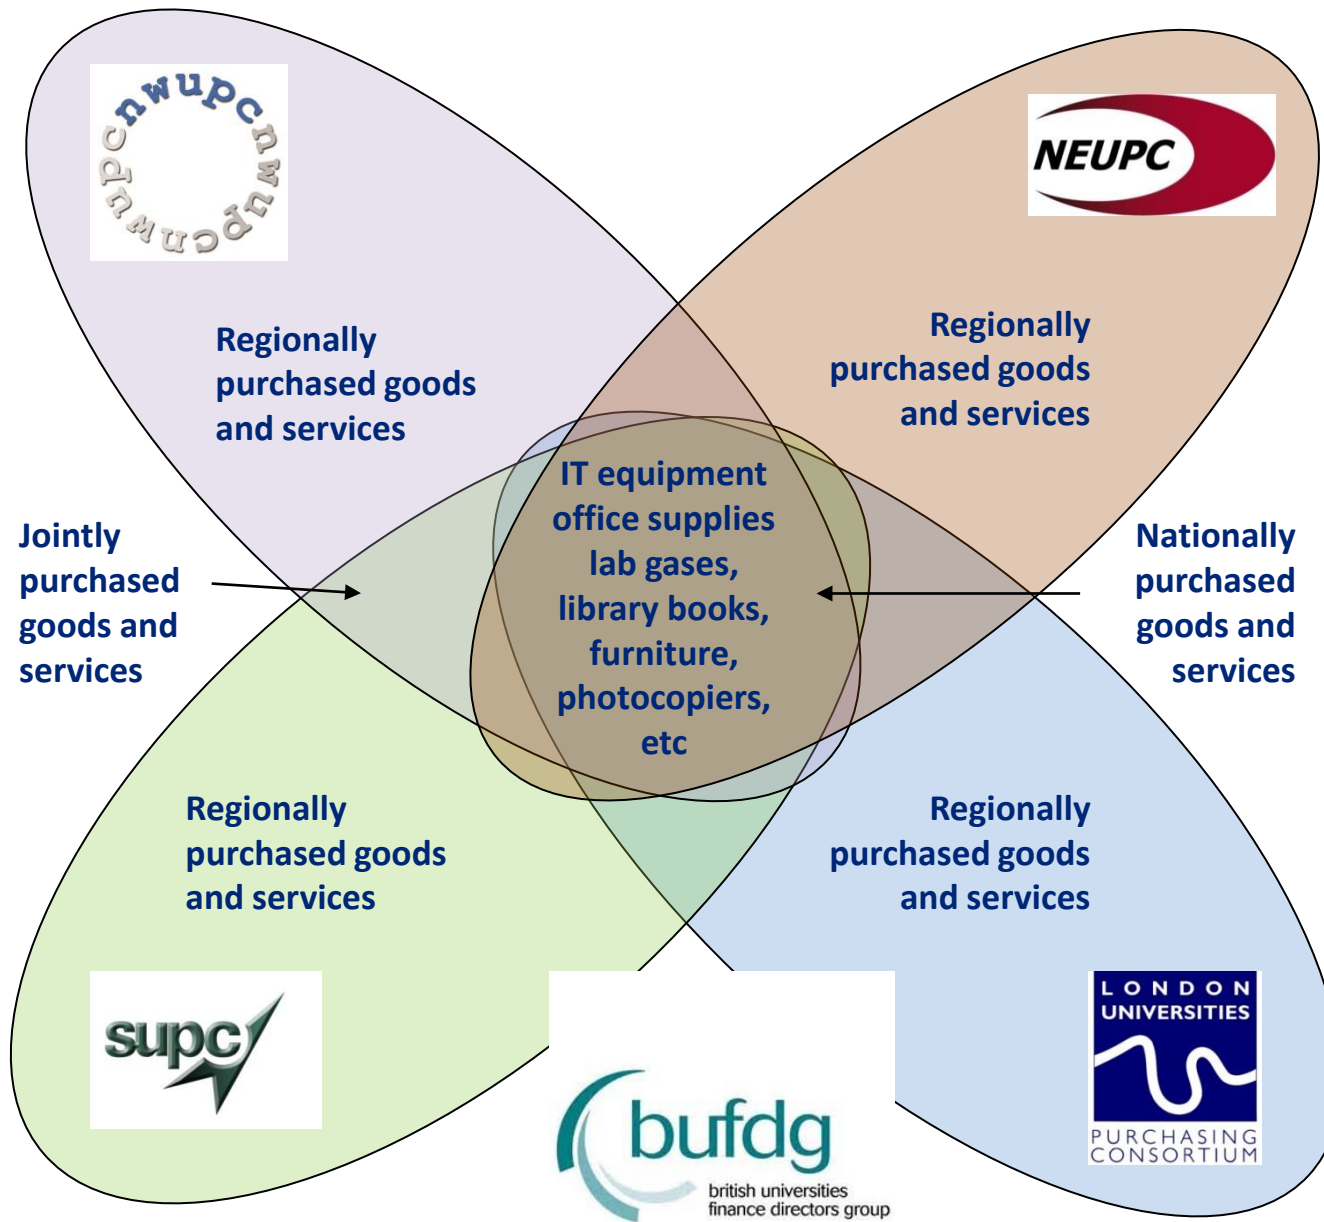 nwupcnwupcnwupcnwupc
NEUPC
Regionally
purchased goods
and services
Regionally
purchased goods
and services
IT equipment
office supplies
lab gases,
library books,
furniture,
photocopiers,
etc
Jointly
purchased
goods and
services
Nationally
purchased
goods and
services
Regionally
purchased goods
and services
Regionally
purchased goods
and services
supc
bufdg
british universities
finance directors group
LONDON
UNIVERSITIES
PURCHASING
CONSORTIUM